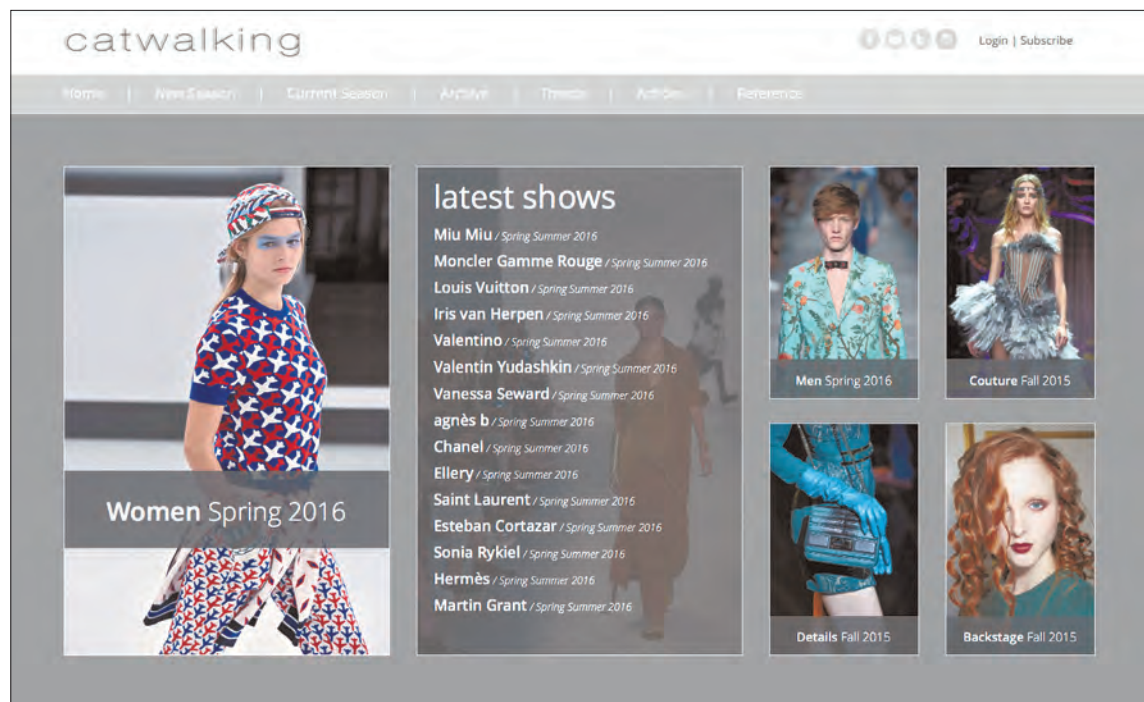 catwalking
Login | Subscribe
Home | New Season | Current Season | Archive | Trends | Articles | Reference
Women Spring 2016
latest shows
Miu Miu / Spring Summer 2016
Moncler Gamme Rouge / Spring Summer 2016
Louis Vuitton / Spring Summer 2016
Iris van Herpen / Spring Summer 2016
Valentino / Spring Summer 2016
Valentin Yudashkin / Spring Summer 2016
Vanessa Seward / Spring Summer 2016
agnès b / Spring Summer 2016
Chanel / Spring Summer 2016
Ellery / Spring Summer 2016
Saint Laurent / Spring Summer 2016
Esteban Cortazar / Spring Summer 2016
Sonia Rykiel / Spring Summer 2016
Hermès / Spring Summer 2016
Martin Grant / Spring Summer 2016
Men Spring 2016
Couture Fall 2015
Details Fall 2015
Backstage Fall 2015